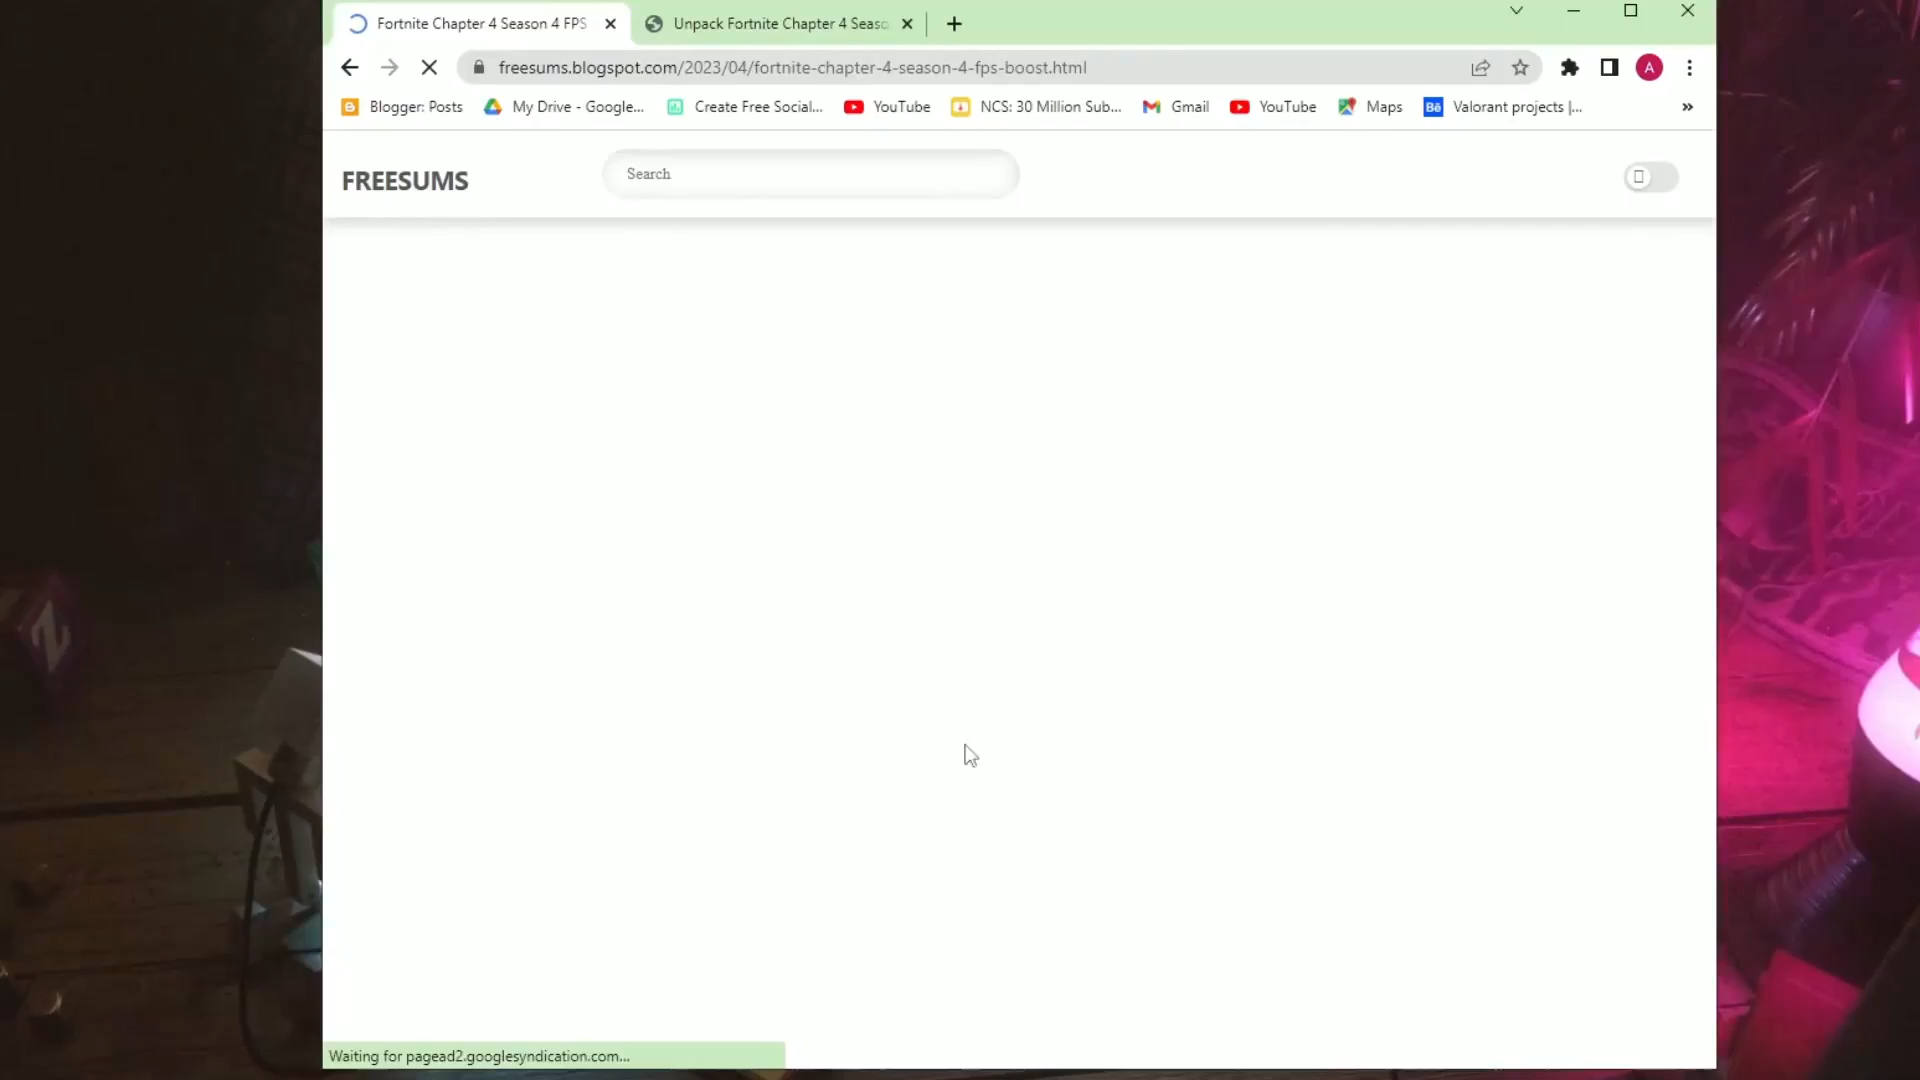 Fortnite Chapter 4 Season 4 FPS
Unpack Fortnite Chapter 4 Seaso
freesums.blogspot.com/2023/04/fortnite-chapter-4-season-4-fps-boost.html
A
Blogger: Posts
My Drive - Google...
Create Free Social...
YouTube
NCS: 30 Million Sub...
Gmail
YouTube
Maps
Bē
Valorant projects |...
»
FREESUMS
Search
Waiting for pagead2.googlesyndication.com...